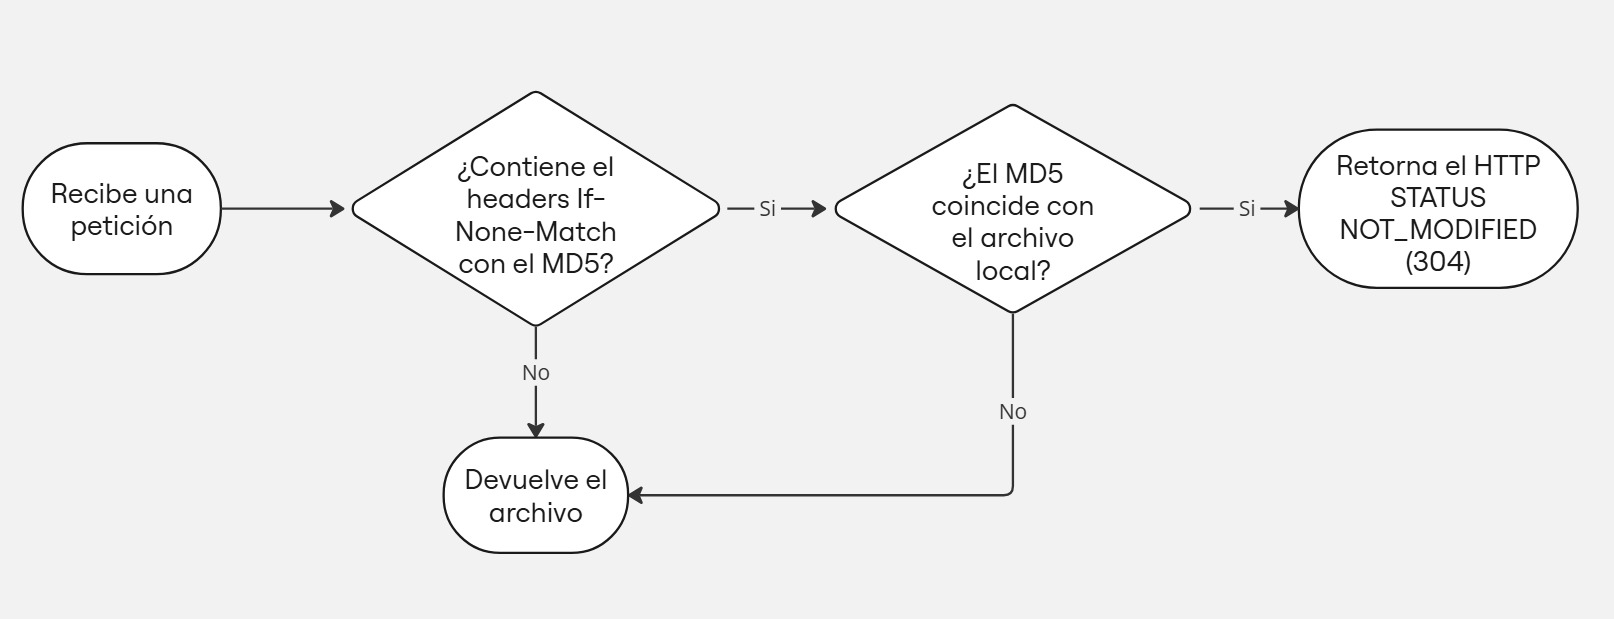 Recibe una
petición
¿Contiene el
headers If-
None-Match
con el MD5?
Si
¿El MD5
coincide con
el archivo
local?
Si
Retorna el HTTP
STATUS
NOT_MODIFIED
(304)
No
No
Devuelve el
archivo